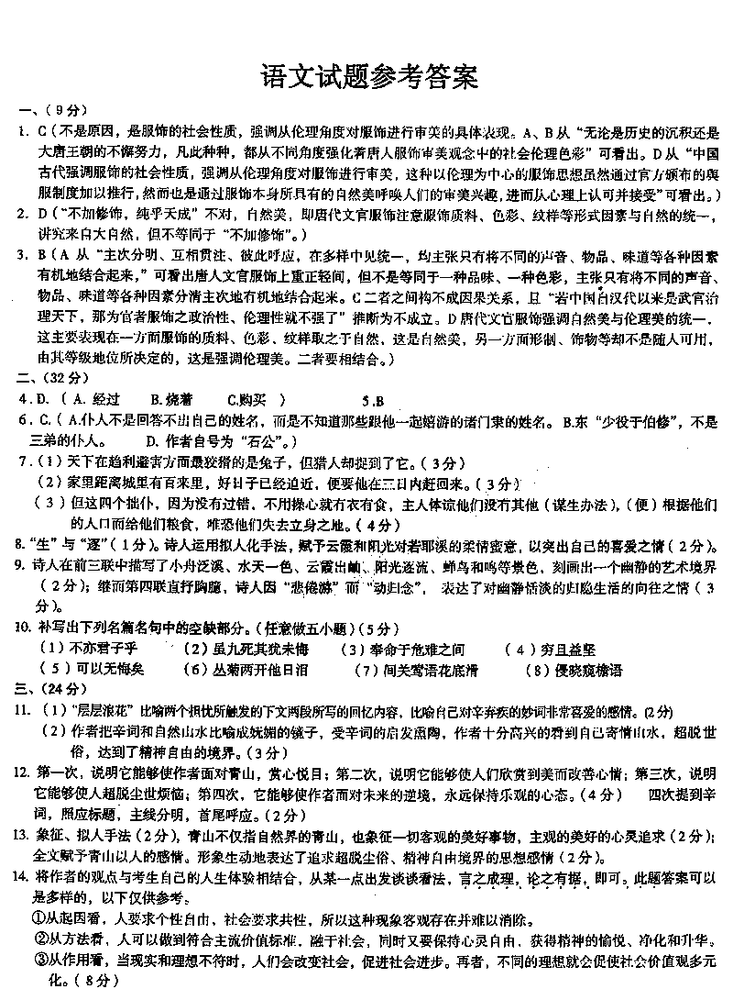 语文试题参考答案
一、（9分）
1. C（不是原因，是服饰的社会性质，强调从伦理角度对服饰进行审美的具体表现。A、B从“无论是历史的沉积还是
大唐王朝的不懈努力，凡此种种，都从不同角度强化着唐人服饰审美观念中的社会伦理色彩”可看出。D从“中国
古代强调服饰的社会性质，强调从伦理角度对服饰进行审美，这种以伦理为中心的服饰思想虽然通过官方颁布的舆
服制度加以推行，然而也是通过服饰本身所具有的自然美呼唤人们的审美兴趣，进而从心理上认可并接受”可看出。）
2. D（“不加修饰，纯乎天成”不对，自然美，即唐代文官服饰注意服饰质料、色彩、纹样等形式因素与自然的统一，
讲究来自大自然，但不等同于“不加修饰”。）
3. B（A 从“主次分明、互相贯注、彼此呼应，在多样中见统一，均主张只有将不同的声音、物品、味道等各种因素
有机地结合起来，”可看出唐人文官服饰上重正轻间，但不是等同于一种品味、一种色彩，主张只有将不同的声音、
物品、味道等各种因素分清主次地有机地结合起来。C二者之间构不成因果关系，且“若中国自汉代以来是武官治
理天下，那为官者服饰之政治性、伦理性就不强了”推断为不成立。D唐代文官服饰强调自然美与伦理美的统一，
这主要表现在一方面服饰的质料、色彩、纹样取之于自然，这是自然美，另一方面形制、饰物等却不是随人可用，
由其等级地位所决定的，这是强调伦理美。二者要相结合。）
二、（32分）
4.D.（ A. 经过 B.烧着 C.购买 ） 5.B
6. C.（ A.仆人不是回答不出自己的姓名，而是不知道那些跟他一起嬉游的诸门隶的姓名。 B.东“少役于伯修”，不是
三弟的仆人。 D. 作者自号为“石公”。）
7.（1）天下在趋利避害方面最狡猾的是兔子，但猎人却捉到了它。（3分）
（2）家里距离城里有百来里，好日子已经迫近，便要他在三日内赶回来。（3分）
（3）但这四个拙仆，因为没有过错，不用操心就有衣有食，主人体谅他们没有其他（谋生办法），（便）根据他们
的人口而给他们粮食，唯恐他们失去立身之地。（4分）
8.“生”与“逐”（1分）。诗人运用拟人化手法，赋予云霞和阳光对若耶溪的柔情蜜意，以突出自己的喜爱之情（2分）。
9. 诗人在前三联中描写了小舟泛溪、水天一色、云霞出岫、阳光逐流、蝉鸟和鸣等景色，刻画出一个幽静的艺术境界
（2分）；继而第四联直抒胸臆，诗人因“悲倦游”而“动归念”， 表达了对幽静恬淡的归隐生活的向往之情（3
分）。
10. 补写出下列名篇名句中的空缺部分。（任意做五小题）（5分）
（1）不亦君子乎 （2）虽九死其犹未悔 （3）奉命于危难之间 （4）穷且益坚
（5）可以无悔矣 （6）丛菊两开他日泪 （7）间关莺语花底滑 （8）侵晓窥檐语
三、（24分）
11.（1）“层层浪花”比喻两个担忧所触发的下文两段所写的回忆内容，比喻自己对辛弃疾的妙词非常喜爱的感情。（2分）
（2）作者把辛词和自然山水比喻成妩媚的镜子，受辛词的启发熏陶，作者十分高兴的看到自己寄情山水，超脱世
俗，达到了精神自由的境界。（3分）
12. 第一次，说明它能够使作者面对青山，赏心悦目；第二次，说明它能够使人们欣赏到美而改善心情；第三次，说明
它能够使人超脱尘世烦恼；第四次，它能够使作者面对未来的逆境，永远保持乐观的心态。（4分） 四次提到辛
词，照应标题，主线分明，首尾呼应。（2分）
13. 象征、拟人手法（2分），青山不仅指自然界的青山，也象征一切客观的美好事物，主观的美好的心灵追求（2分）；
全文赋予青山以人的感情。形象生动地表达了追求超脱尘俗、精神自由境界的思想感情（2分）。
14. 将作者的观点与考生自己的人生体验相结合，从某一点出发谈谈看法，言之成理，论之有据，即可。此题答案可以
是多样的，以下仅供参考。
①从起因看，人要求个性自由，社会要求共性，所以这种现象客观存在并难以消除。
②从方法看，人可以做到符合主流价值标准，融于社会，同时又要保持心灵自由，获得精神的愉悦、净化和升华。
③从作用看，当现实和理想不符时，人们会改变社会，促进社会进步。再者，不同的理想就会促使社会价值观多元
化。（8分）